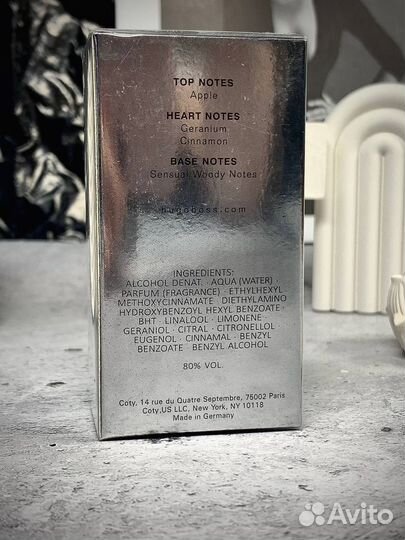 TOP NOTES
Apple
HEART NOTES
Geranium
Cinnamon
BASE NOTES
Sensual Woody Notes
hugoboss.com
INGREDIENTS:
ALCOHOL DENAT. · AQUA (WATER) ·
PARFUM (FRAGRANCE) · ETHYLHEXYL
METHOXYCINNAMATE · DIETHYLAMINO
HYDROXYBENZOYL HEXYL BENZOATE ·
BHT · LINALOOL · LIMONENE ·
GERANIOL · CITRAL · CITRONELLOL ·
EUGENOL · CINNAMAL · BENZYL
BENZOATE · BENZYL ALCOHOL
80% VOL.
Coty, 14 rue du Quatre Septembre, 75002 Paris
Coty,US LLC, New York, NY 10118
Made in Germany
Avito